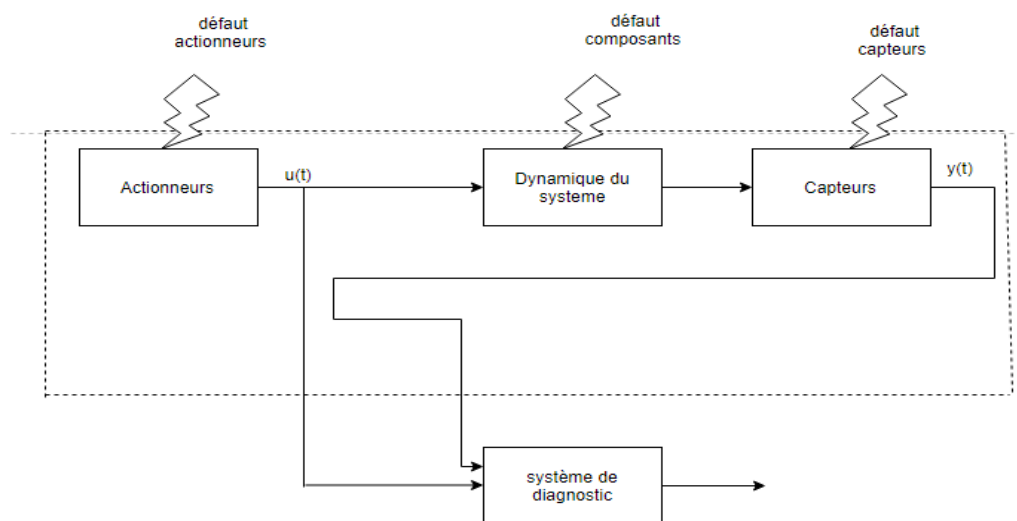 défaut
actionneurs
défaut
composants
défaut
capteurs
Actionneurs
u(t)
Dynamique du
systeme
Capteurs
y(t)
système de
diagnostic